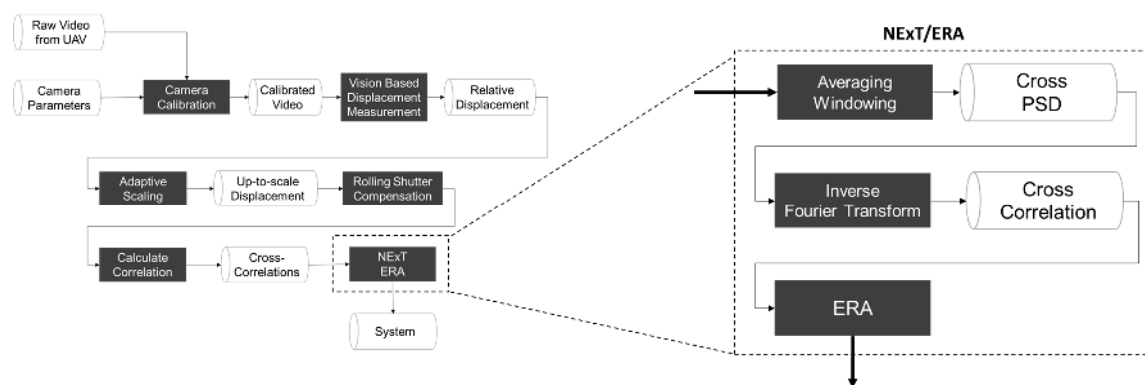 Raw Video
from UAV
Camera
Parameters
Camera
Calibration
Calibrated
Video
Vision Based
Displacement
Measurement
Relative
Displacement
Adaptive
Scaling
Up-to-scale
Displacement
Rolling Shutter
Compensation
Calculate
Correlation
Cross-
Correlations
NExT
ERA
System
NExT/ERA
Averaging
Windowing
Cross
PSD
Inverse
Fourier Transform
Cross
Correlation
ERA